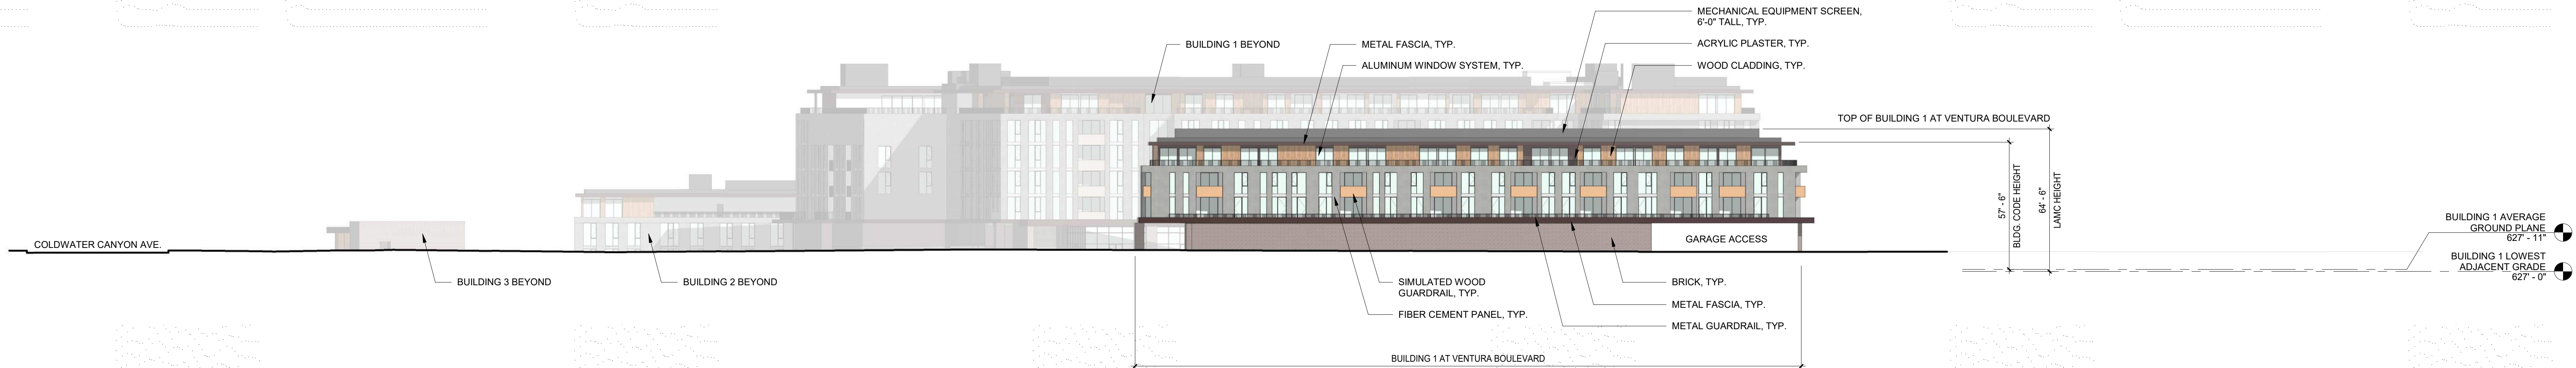 MECHANICAL EQUIPMENT SCREEN,
6'-0" TALL, TYP.
BUILDING 1 BEYOND
METAL FASCIA, TYP.
ACRYLIC PLASTER, TYP.
ALUMINUM WINDOW SYSTEM, TYP.
WOOD CLADDING, TYP.
TOP OF BUILDING 1 AT VENTURA BOULEVARD
57' - 6"
BLDG. CODE HEIGHT
64' - 6"
LAMC HEIGHT
BUILDING 1 AVERAGE
GROUND PLANE
627' - 11"
BUILDING 1 LOWEST
ADJACENT GRADE
627' - 0"
COLDWATER CANYON AVE.
GARAGE ACCESS
BUILDING 3 BEYOND
BUILDING 2 BEYOND
SIMULATED WOOD
GUARDRAIL, TYP.
FIBER CEMENT PANEL, TYP.
BRICK, TYP.
METAL FASCIA, TYP.
METAL GUARDRAIL, TYP.
BUILDING 1 AT VENTURA BOULEVARD